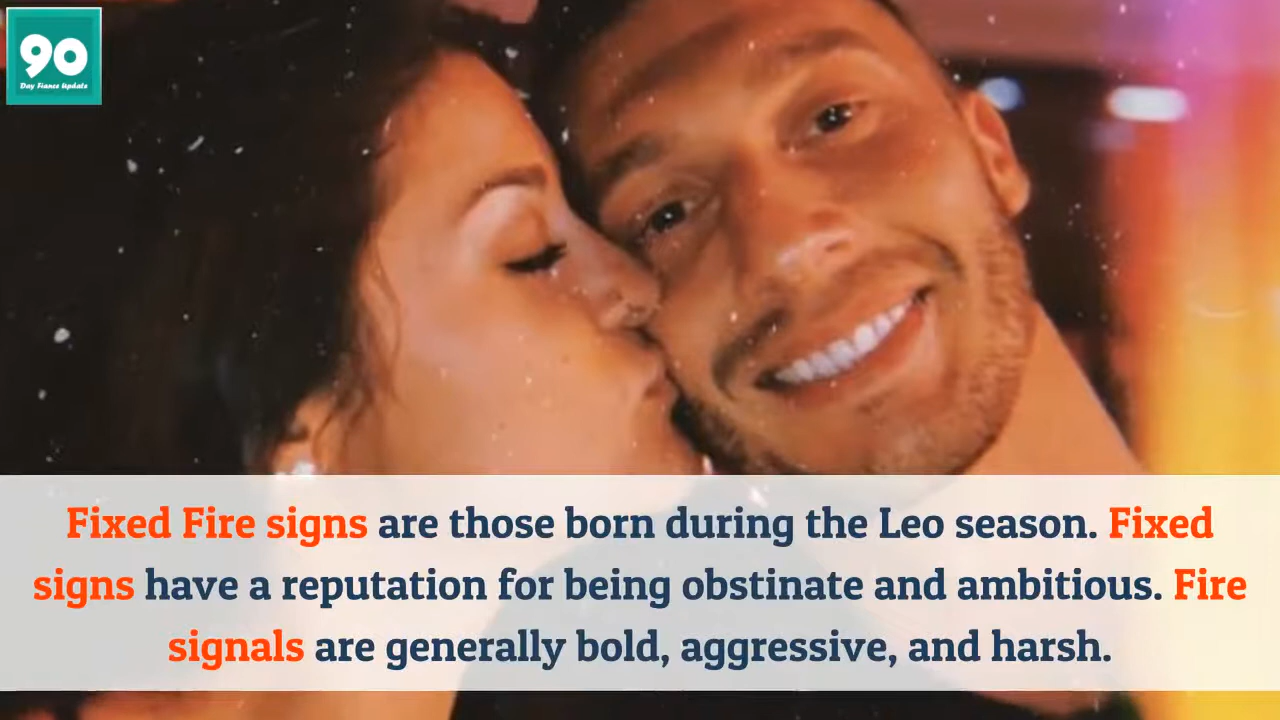 90
Day Fiance Update
Fixed Fire signs are those born during the Leo season. Fixed
signs have a reputation for being obstinate and ambitious. Fire
signals are generally bold, aggressive, and harsh.